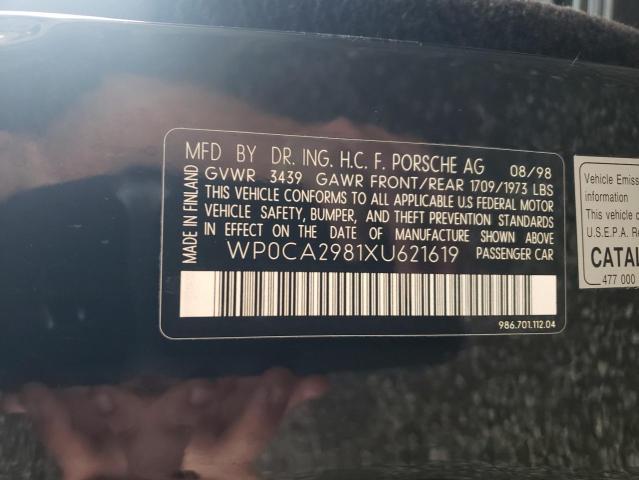 MFD BY DR. ING. H.C. F. PORSCHE AG 08/98
GVWR 3439 GAWR FRONT/REAR 1709/1973 LBS
THIS VEHICLE CONFORMS TO ALL APPLICABLE U.S FEDERAL MOTOR
VEHICLE SAFETY, BUMPER, AND THEFT PREVENTION STANDARDS
IN EFFECT ON THE DATE OF MANUFACTURE SHOWN ABOVE.
WP0CA2981XU621619 PASSENGER CAR
MADE IN FINLAND
986.701.112.04
Vehicle Emiss
information
This vehicle
U.S.E.P.A. R
CATAL
477 000